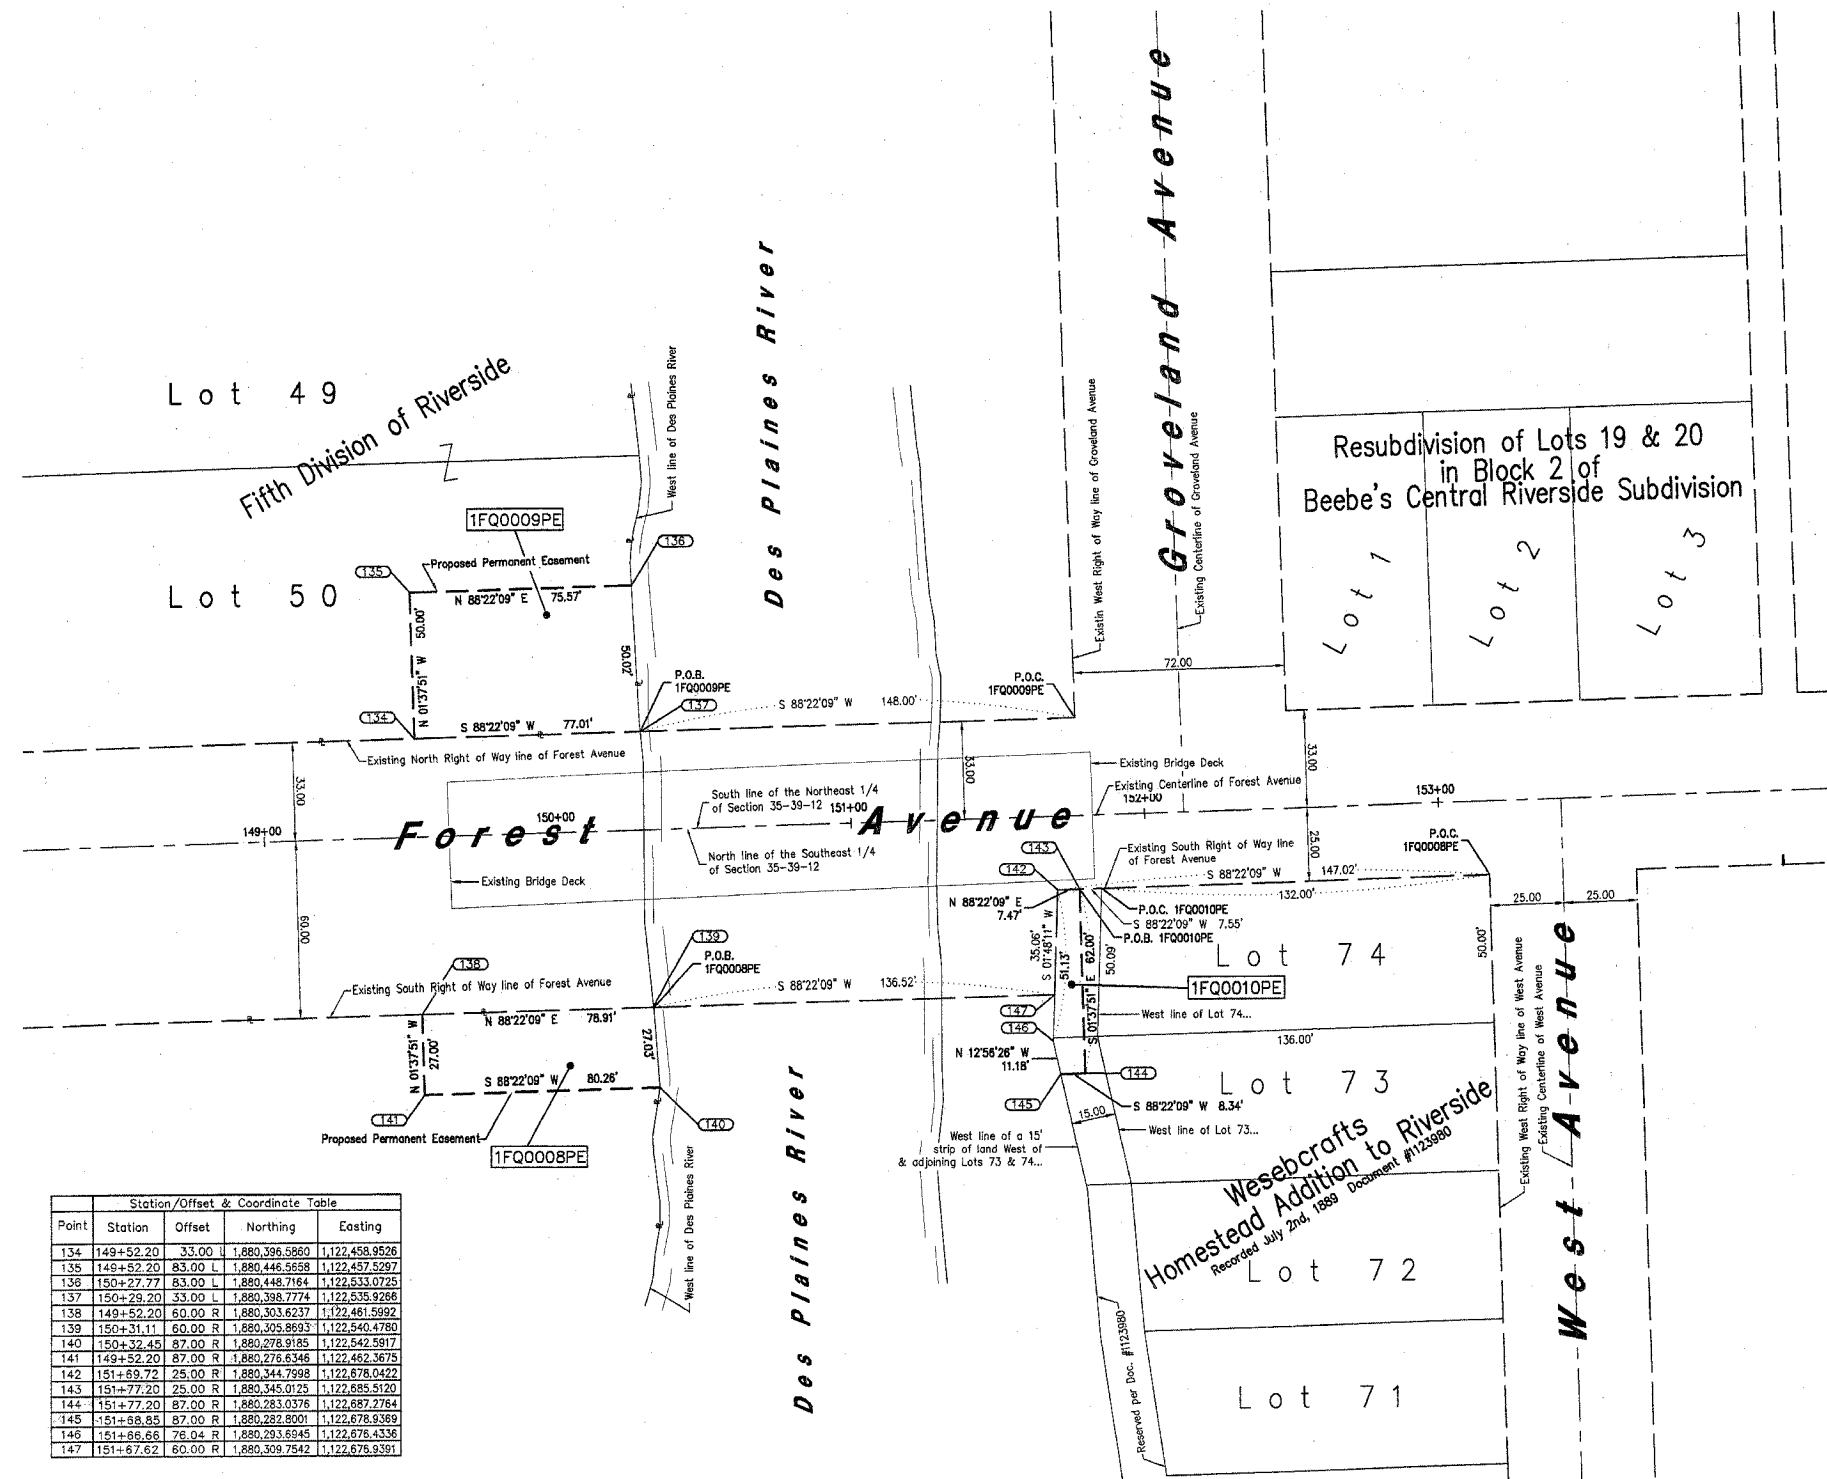 Groveland Avenue
Des Plaines River
Lot 49
Fifth Division of Riverside
West line of Des Plaines River
Existin West Right of Way line of Groveland Avenue
Existing Centerline of Groveland Avenue
Resubdivision of Lots 19 & 20
in Block 2 of
Beebe's Central Riverside Subdivision
Lot 1
Lot 2
Lot 3
1FQ0009PE
136
Proposed Permanent Easement
135
Lot 50
N 88°22'09" E 75.57'
N 01°37'51" W 50.00'
50.02'
P.O.B.
1FQ0009PE
137
P.O.C.
1FQ0009PE
72.00
134
S 88°22'09" W 77.01'
S 88°22'09" W 148.00'
Existing North Right of Way line of Forest Avenue
33.00
33.00
33.00
Existing Bridge Deck
Existing Centerline of Forest Avenue
South line of the Northeast 1/4
of Section 35-39-12
149+00
150+00
151+00
152+00
153+00
Forest Avenue
North line of the Southeast 1/4
of Section 35-39-12
Existing Bridge Deck
60.00
143
142
Existing South Right of Way line
of Forest Avenue
25.00
P.O.C.
1FQ0008PE
S 88°22'09" W 147.02'
132.00'
N 88°22'09" E
7.47'
P.O.C. 1FQ0010PE
S 88°22'09" W 7.55'
P.O.B. 1FQ0010PE
25.00
25.00
139
P.O.B.
1FQ0008PE
138
Existing South Right of Way line of Forest Avenue
S 88°22'09" W 136.52'
35.06'
S 01°48'11" W
51.13'
S 01°37'51" E 62.00'
50.09'
50.00'
Lot 74
1FQ0010PE
N 88°22'09" E 78.91'
147
146
West line of Lot 74...
136.00'
N 01°37'51" W
27.00'
27.03'
S 88°22'09" W 80.26'
N 12°56'26" W
11.18'
144
145
Lot 73
S 88°22'09" W 8.34'
15.00
141
140
Proposed Permanent Easement
1FQ0008PE
West line of a 15'
strip of land West of
& adjoining Lots 73 & 74...
West line of Lot 73...
Wesebcrafts
Homestead Addition to Riverside
Recorded July 2nd, 1889 Document #1123980
Existing West Right of Way line of West Avenue
Existing Centerline of West Avenue
West Avenue
West line of Des Plaines River
Des Plaines River
Lot 72
Reserved per Doc. #1123980
Lot 71
Station/Offset & Coordinate Table
Point Station Offset Northing Easting
134 149+52.20 33.00 L 1,880,396.5860 1,122,458.9526
135 149+52.20 83.00 L 1,880,446.5658 1,122,457.5297
136 150+27.77 83.00 L 1,880,448.7164 1,122,533.0725
137 150+29.20 33.00 L 1,880,398.7774 1,122,535.9266
138 149+52.20 60.00 R 1,880,303.6237 1,122,461.5992
139 150+31.11 60.00 R 1,880,305.8693 1,122,540.4780
140 150+32.45 87.00 R 1,880,278.9185 1,122,542.5917
141 149+52.20 87.00 R 1,880,276.6346 1,122,462.3675
142 151+69.72 25.00 R 1,880,344.7998 1,122,678.0422
143 151+77.20 25.00 R 1,880,345.0125 1,122,685.5120
144 151+77.20 87.00 R 1,880,283.0376 1,122,687.2764
145 151+68.85 87.00 R 1,880,282.8001 1,122,678.9369
146 151+66.66 76.04 R 1,880,293.6945 1,122,676.4336
147 151+67.62 60.00 R 1,880,309.7542 1,122,676.9391